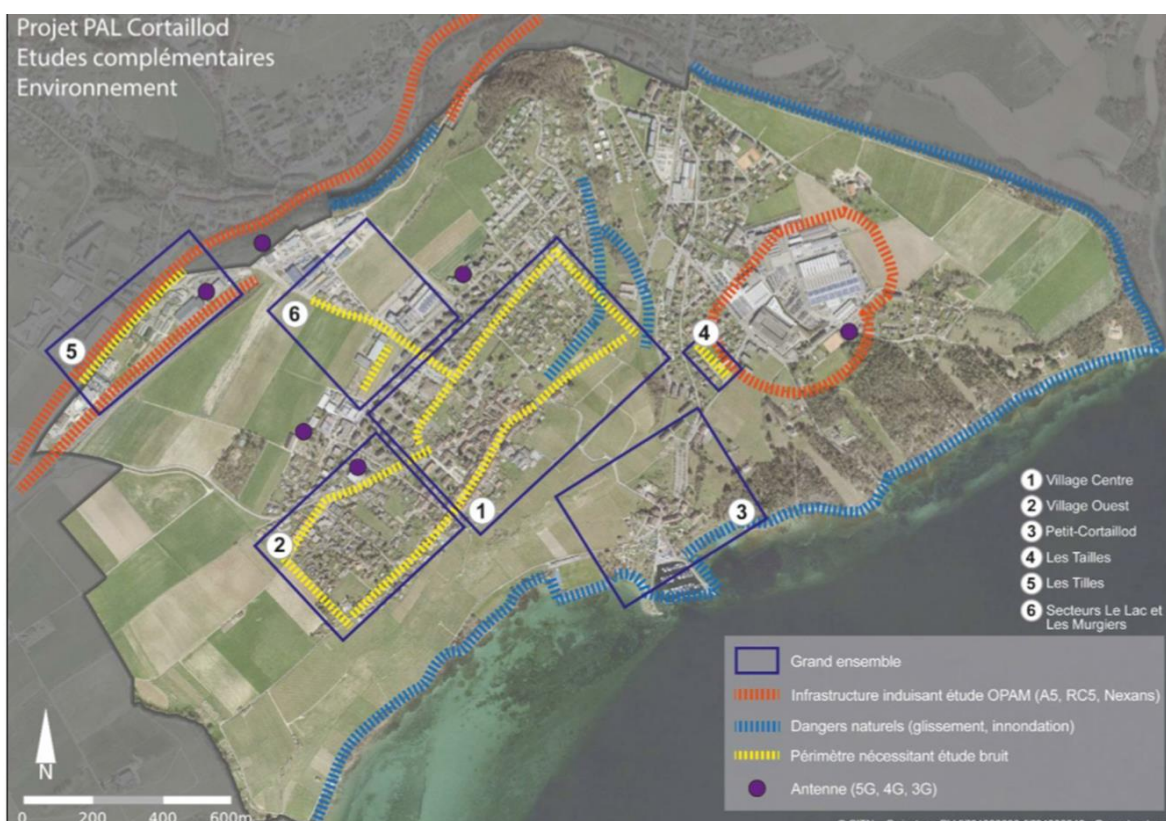 Projet PAL Cortaillod
Etudes complémentaires
Environnement
5
6
4
1
2
3
1 Village Centre
2 Village Ouest
3 Petit-Cortaillod
4 Les Tailles
5 Les Tilles
6 Secteurs Le Lac et
Les Murgiers
Grand ensemble
Infrastructure induisant étude OPAM (A5, RC5, Nexans)
Dangers naturels (glissement, innondation)
Périmètre nécessitant étude bruit
Antenne (5G, 4G, 3G)
N
0 200 400 600m